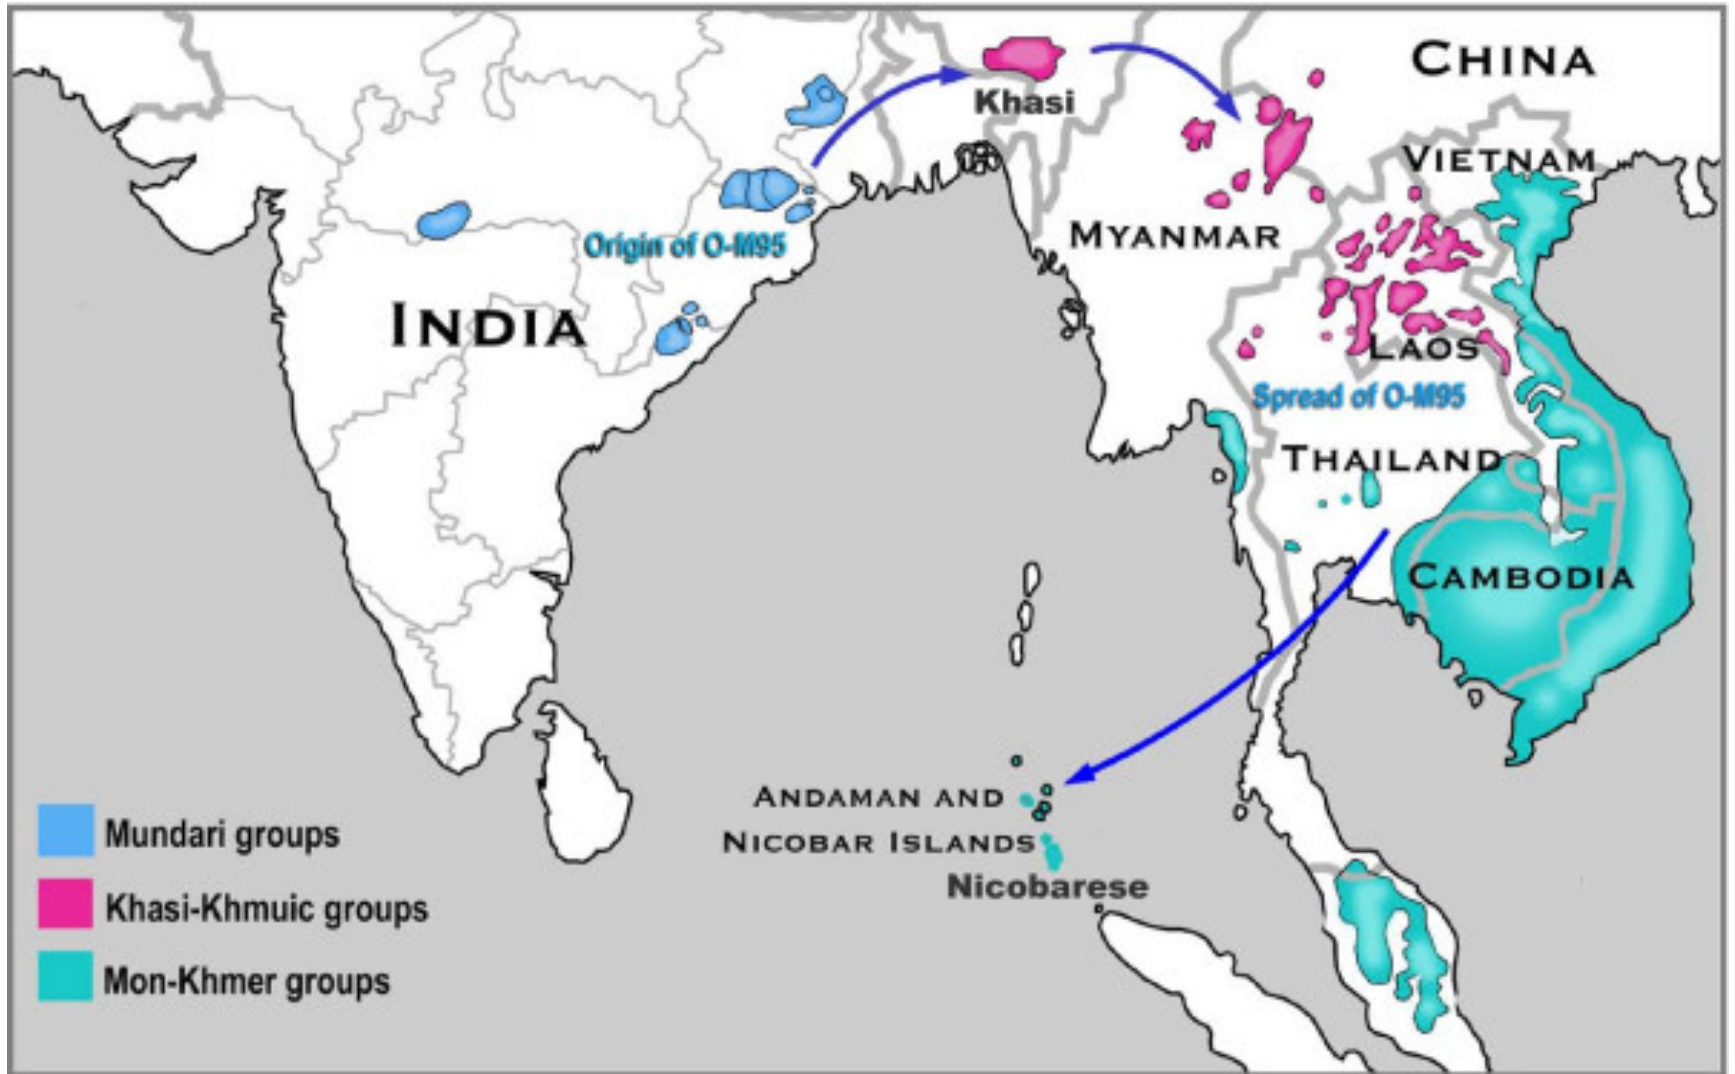 CHINA
Khasi
VIETNAM
MYANMAR
Origin of O-M95
INDIA
LAOS
Spread of O-M95
THAILAND
CAMBODIA
ANDAMAN AND
NICOBAR ISLANDS
Nicobarese
Mundari groups
Khasi-Khmuic groups
Mon-Khmer groups